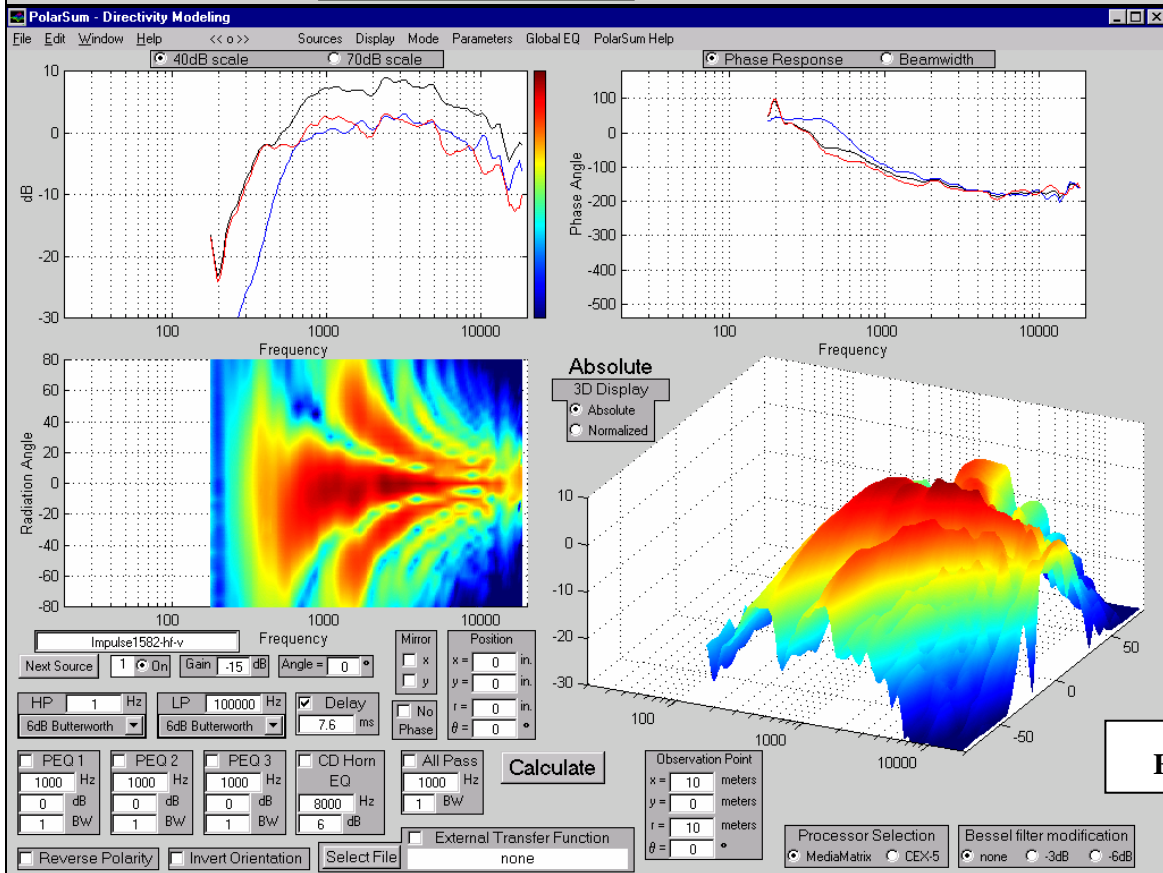 PolarSum - Directivity Modeling
File Edit Window Help << o >> Sources Display Mode Parameters Global EQ PolarSum Help
40dB scale 70dB scale
Phase Response Beamwidth
10
0
-10
-20
-30
dB
100 1000 10000
Frequency
100
0
-100
-200
-300
-400
-500
Phase Angle
100 1000 10000
Frequency
80
60
40
20
0
-20
-40
-60
-80
Radiation Angle
100 1000 10000
Frequency
Absolute
3D Display
Absolute
Normalized
10
0
-10
-20
-30
100
1000
10000
50
0
-50
Impulse1582-hf-v
Next Source 1 On Gain -15 dB Angle = 0 °
Mirror
x
y
No
Phase
Position
x = 0 in.
y = 0 in.
r = 0 in.
θ = 0 °
HP 1 Hz
6dB Butterworth
LP 100000 Hz
6dB Butterworth
Delay
7.6 ms
PEQ 1
1000 Hz
0 dB
1 BW
PEQ 2
1000 Hz
0 dB
1 BW
PEQ 3
1000 Hz
0 dB
1 BW
CD Horn
EQ
8000 Hz
6 dB
All Pass
1000 Hz
1 BW
Calculate
Observation Point
x = 10 meters
y = 0 meters
r = 10 meters
θ = 0 °
Reverse Polarity Invert Orientation Select File
External Transfer Function
none
Processor Selection
MediaMatrix CEX-5
Bessel filter modification
none -3dB -6dB